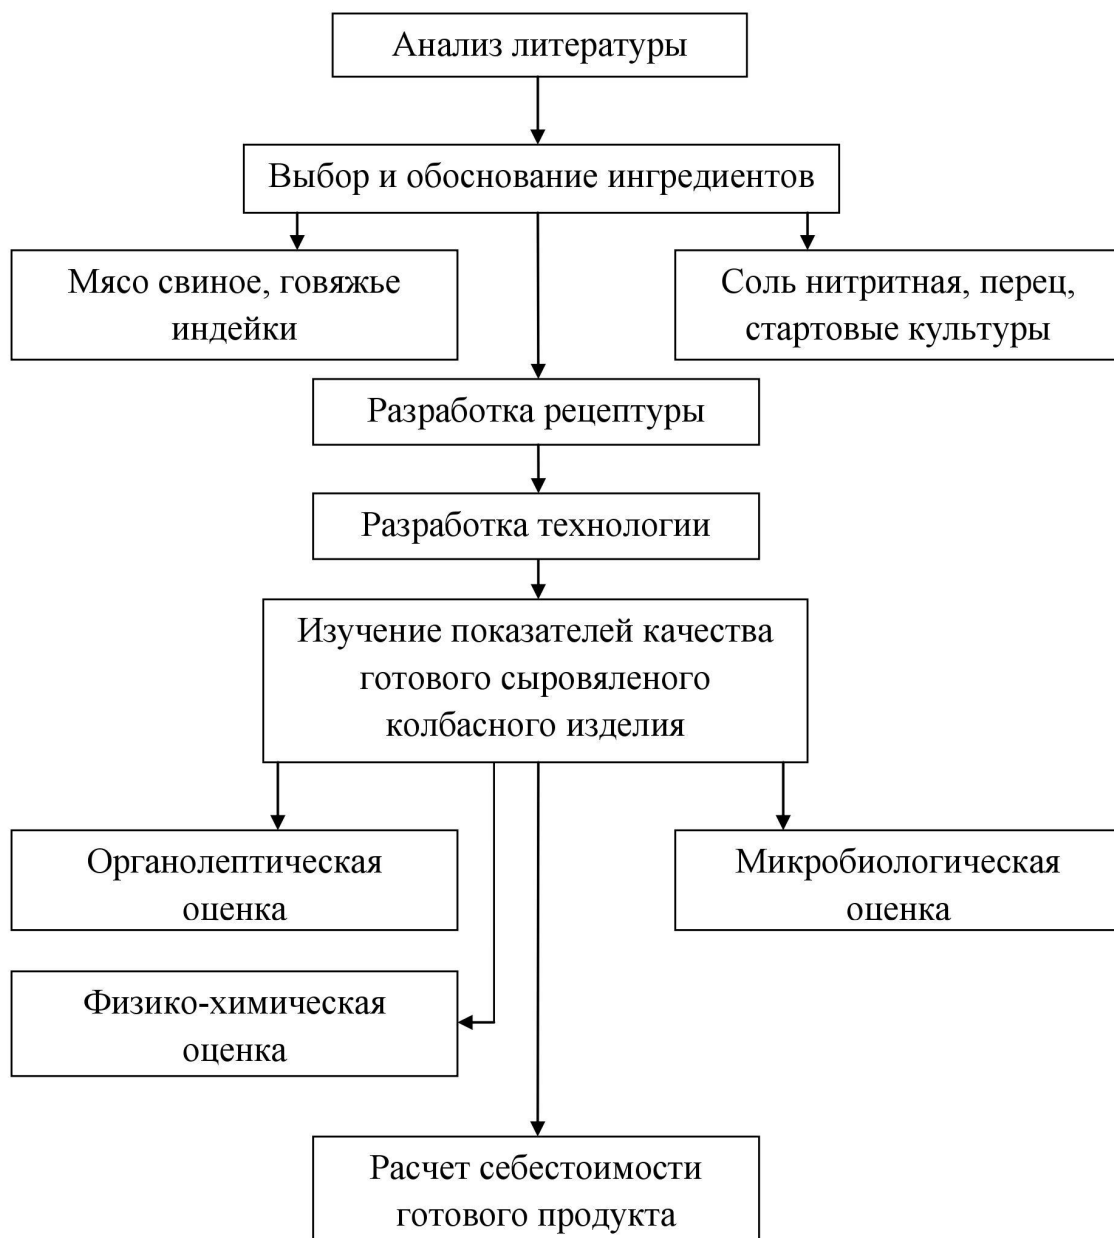 Анализ литературы
Выбор и обоснование ингредиентов
Мясо свиное, говяжье
индейки
Соль нитритная, перец,
стартовые культуры
Разработка рецептуры
Разработка технологии
Изучение показателей качества
готового сыровяленого
колбасного изделия
Органолептическая
оценка
Микробиологическая
оценка
Физико-химическая
оценка
Расчет себестоимости
готового продукта